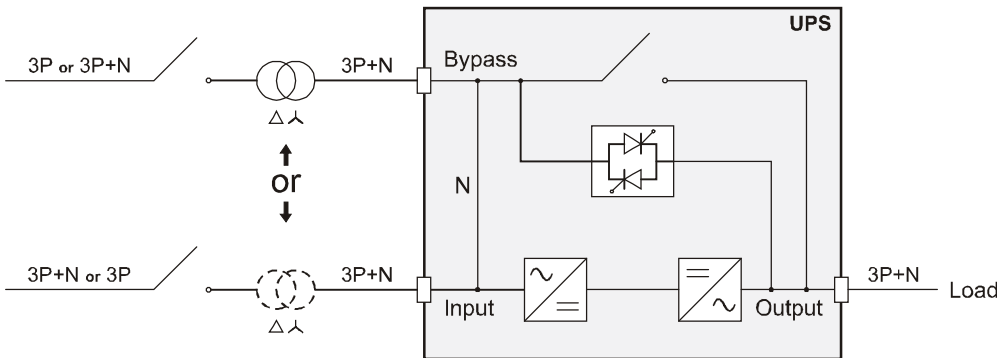 UPS
3P or 3P+N
3P+N
Bypass
or
N
3P+N or 3P
3P+N
Input
Output
3P+N
Load